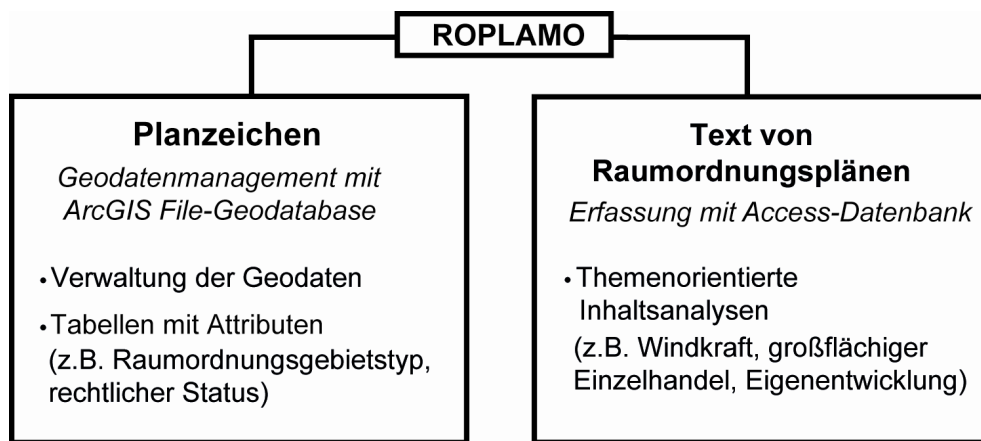 ROPLAMO
Planzeichen
Geodatenmanagement mit
ArcGIS File-Geodatabase
• Verwaltung der Geodaten
• Tabellen mit Attributen
(z.B. Raumordnungsgebietstyp,
rechtlicher Status)
Text von
Raumordnungsplänen
Erfassung mit Access-Datenbank
• Themenorientierte
Inhaltsanalysen
(z.B. Windkraft, großflächiger
Einzelhandel, Eigenentwicklung)